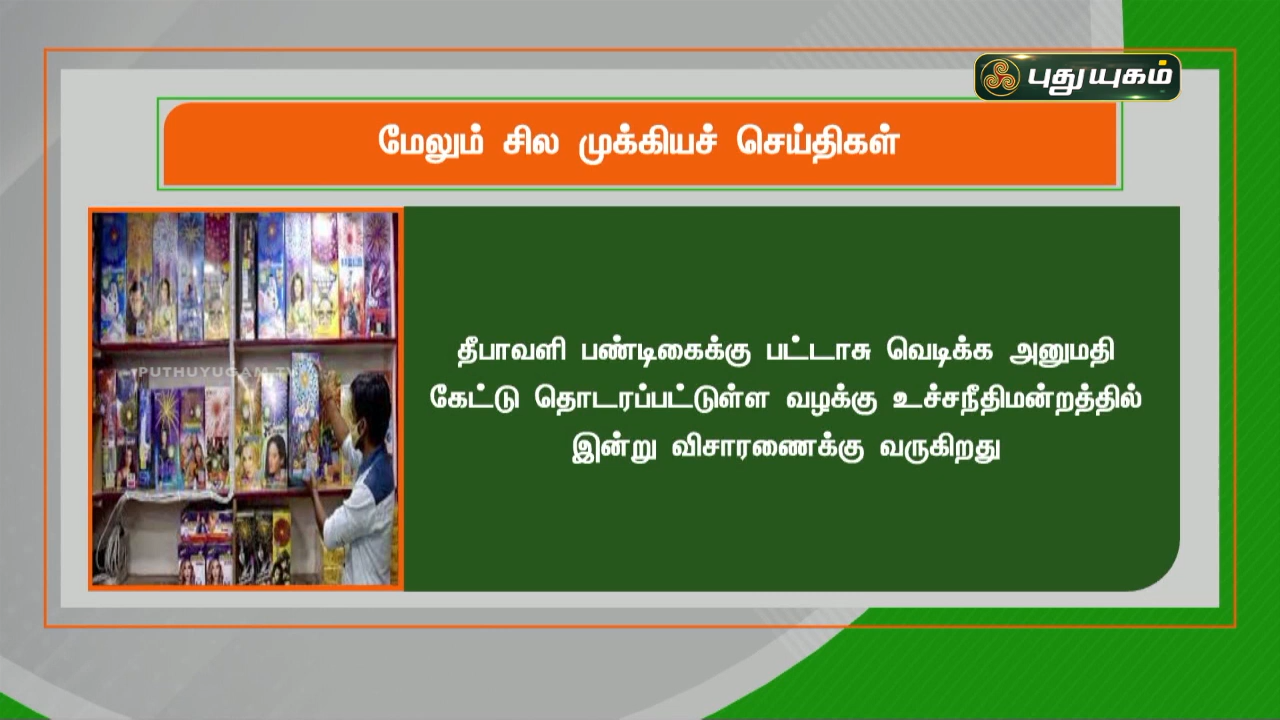 புதுயுகம்
மேலும் சில முக்கியச் செய்திகள்
PUTHUYUGAM TV
தீபாவளி பண்டிகைக்கு பட்டாசு வெடிக்க அனுமதி
கேட்டு தொடரப்பட்டுள்ள வழக்கு உச்சநீதிமன்றத்தில்
இன்று விசாரணைக்கு வருகிறது